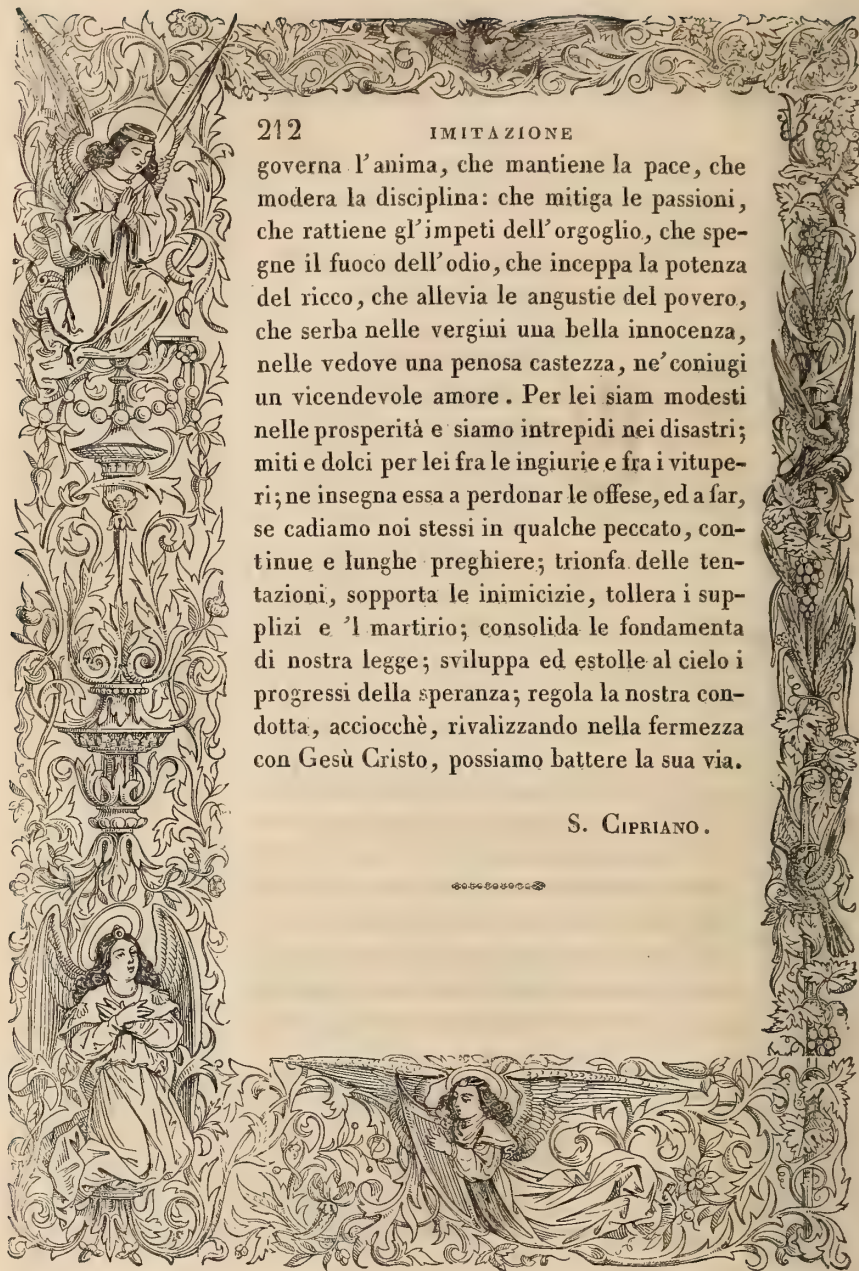 212 IMITAZIONE
governa l'anima, che mantiene la pace, che
modera la disciplina: che mitiga le passioni,
che rattiene gl'impeti dell'orgoglio, che spe-
gne il fuoco dell'odio, che inceppa la potenza
del ricco, che allevia le angustie del povero,
che serba nelle vergini una bella innocenza,
nelle vedove una penosa castezza, ne'coniugi
un vicendevole amore. Per lei siam modesti
nelle prosperità e siamo intrepidi nei disastri;
miti e dolci per lei fra le ingiurie e fra i vitupe-
ri; ne insegna essa a perdonar le offese, ed a far,
se cadiamo noi stessi in qualche peccato, con-
tinue e lunghe preghiere; trionfa delle ten-
tazioni, sopporta le inimicizie, tollera i sup-
plizi e 'l martirio; consolida le fondamenta
di nostra legge; sviluppa ed estolle al cielo i
progressi della speranza; regola la nostra con-
dotta, acciocchè, rivalizzando nella fermezza
con Gesù Cristo, possiamo battere la sua via.
S. CIPRIANO.